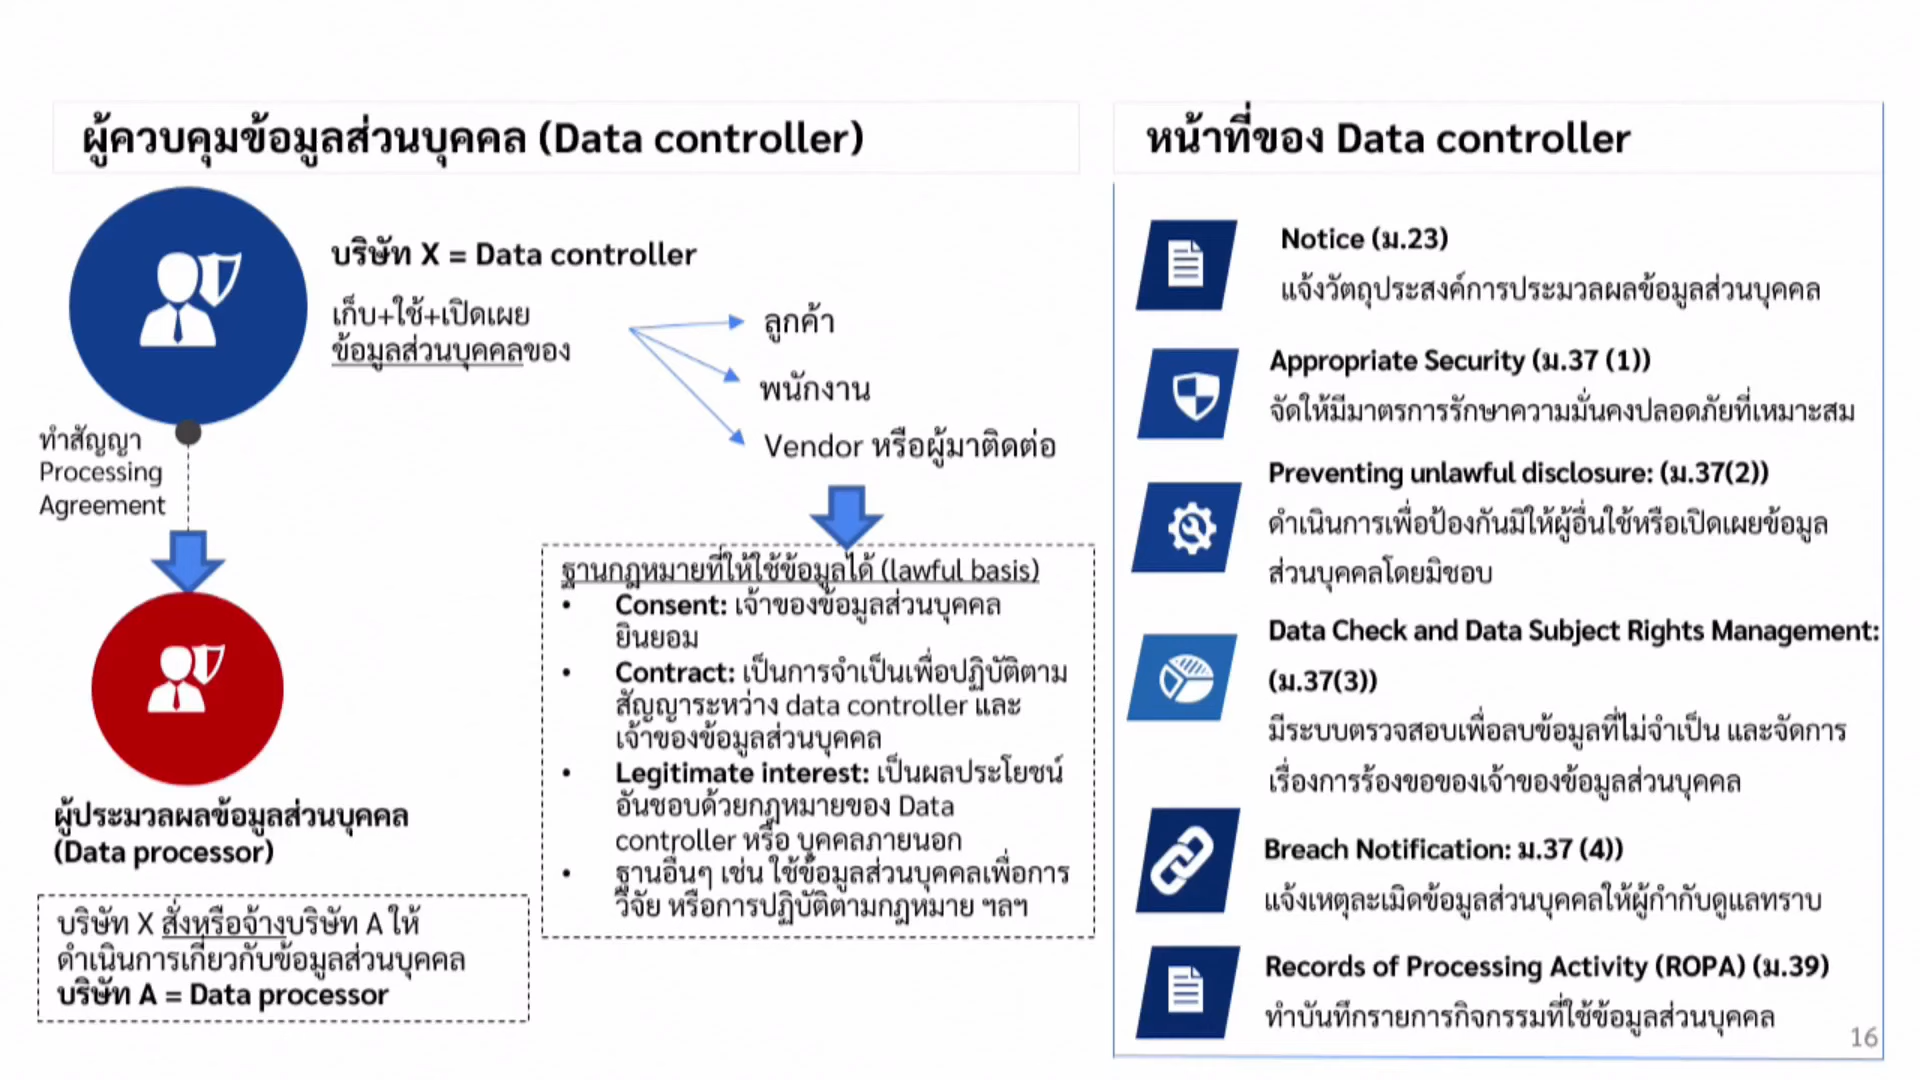 ผู้ควบคุมข้อมูลส่วนบุคคล (Data controller)
บริษัท X = Data controller
เก็บ+ใช้+เปิดเผย
ข้อมูลส่วนบุคคลของ
ลูกค้า
พนักงาน
Vendor หรือผู้มาติดต่อ
ทำสัญญา
Processing
Agreement
ผู้ประมวลผลข้อมูลส่วนบุคคล
(Data processor)
บริษัท X สั่งหรือจ้างบริษัท A ให้
ดำเนินการเกี่ยวกับข้อมูลส่วนบุคคล
บริษัท A = Data processor
ฐานกฎหมายที่ให้ใช้ข้อมูลได้ (lawful basis)
• Consent: เจ้าของข้อมูลส่วนบุคคล
ยินยอม
• Contract: เป็นการจำเป็นเพื่อปฏิบัติตาม
สัญญาระหว่าง data controller และ
เจ้าของข้อมูลส่วนบุคคล
• Legitimate interest: เป็นผลประโยชน์
อันชอบด้วยกฎหมายของ Data
controller หรือ บุคคลภายนอก
• ฐานอื่นๆ เช่น ใช้ข้อมูลส่วนบุคคลเพื่อการ
วิจัย หรือการปฏิบัติตามกฎหมาย ฯลฯ
หน้าที่ของ Data controller
Notice (ม.23)
แจ้งวัตถุประสงค์การประมวลผลข้อมูลส่วนบุคคล
Appropriate Security (ม.37 (1))
จัดให้มีมาตรการรักษาความมั่นคงปลอดภัยที่เหมาะสม
Preventing unlawful disclosure: (ม.37(2))
ดำเนินการเพื่อป้องกันมิให้ผู้อื่นใช้หรือเปิดเผยข้อมูล
ส่วนบุคคลโดยมิชอบ
Data Check and Data Subject Rights Management:
(ม.37(3))
มีระบบตรวจสอบเพื่อลบข้อมูลที่ไม่จำเป็น และจัดการ
เรื่องการร้องขอของเจ้าของข้อมูลส่วนบุคคล
Breach Notification: ม.37 (4))
แจ้งเหตุละเมิดข้อมูลส่วนบุคคลให้ผู้กำกับดูแลทราบ
Records of Processing Activity (ROPA) (ม.39)
ทำบันทึกรายการกิจกรรมที่ใช้ข้อมูลส่วนบุคคล
16